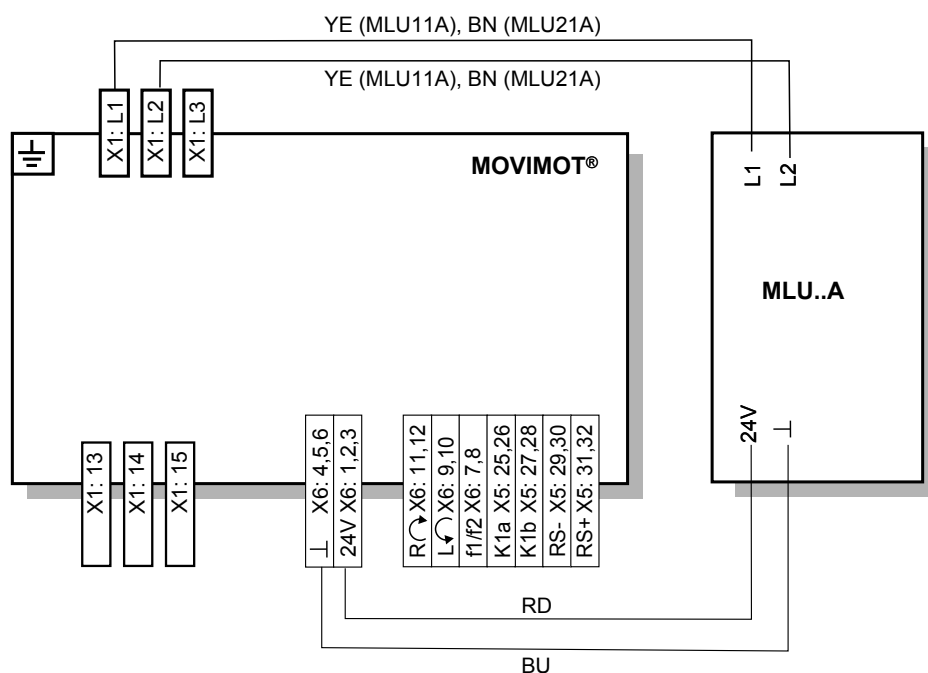 YE (MLU11A), BN (MLU21A)
YE (MLU11A), BN (MLU21A)
X1: L1
X1: L2
X1: L3
MOVIMOT®
L1
L2
MLU..A
24V
⊥
X1: 13
X1: 14
X1: 15
⊥ X6: 4,5,6
24V X6: 1,2,3
R X6: 11,12
L X6: 9,10
f1/f2 X6: 7,8
K1a X5: 25,26
K1b X5: 27,28
RS- X5: 29,30
RS+ X5: 31,32
RD
BU